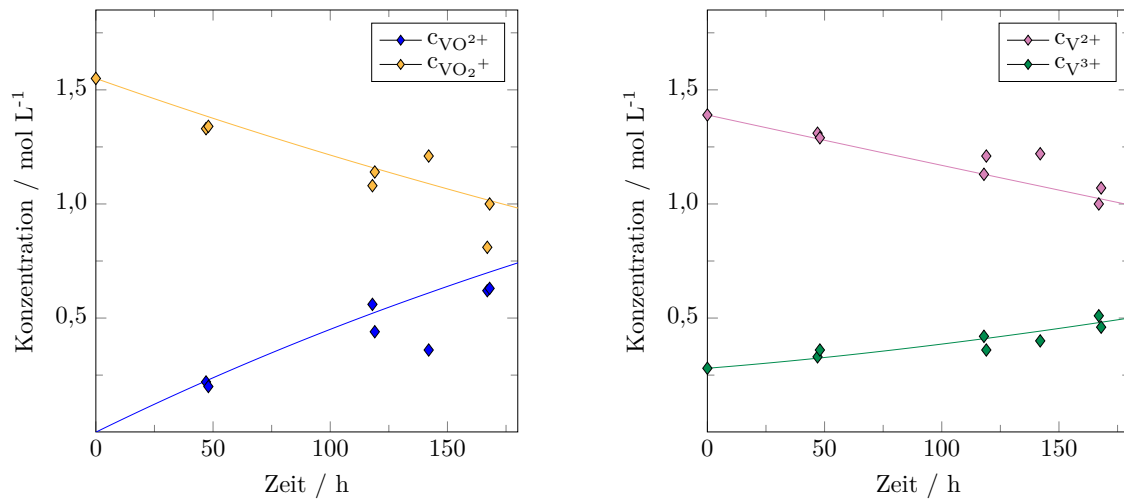 Konzentration / mol L⁻¹
1,5
1,0
0,5
0
50
100
150
Zeit / h
c_VO²⁺
c_VO₂⁺
Konzentration / mol L⁻¹
1,5
1,0
0,5
0
50
100
150
Zeit / h
c_V²⁺
c_V³⁺